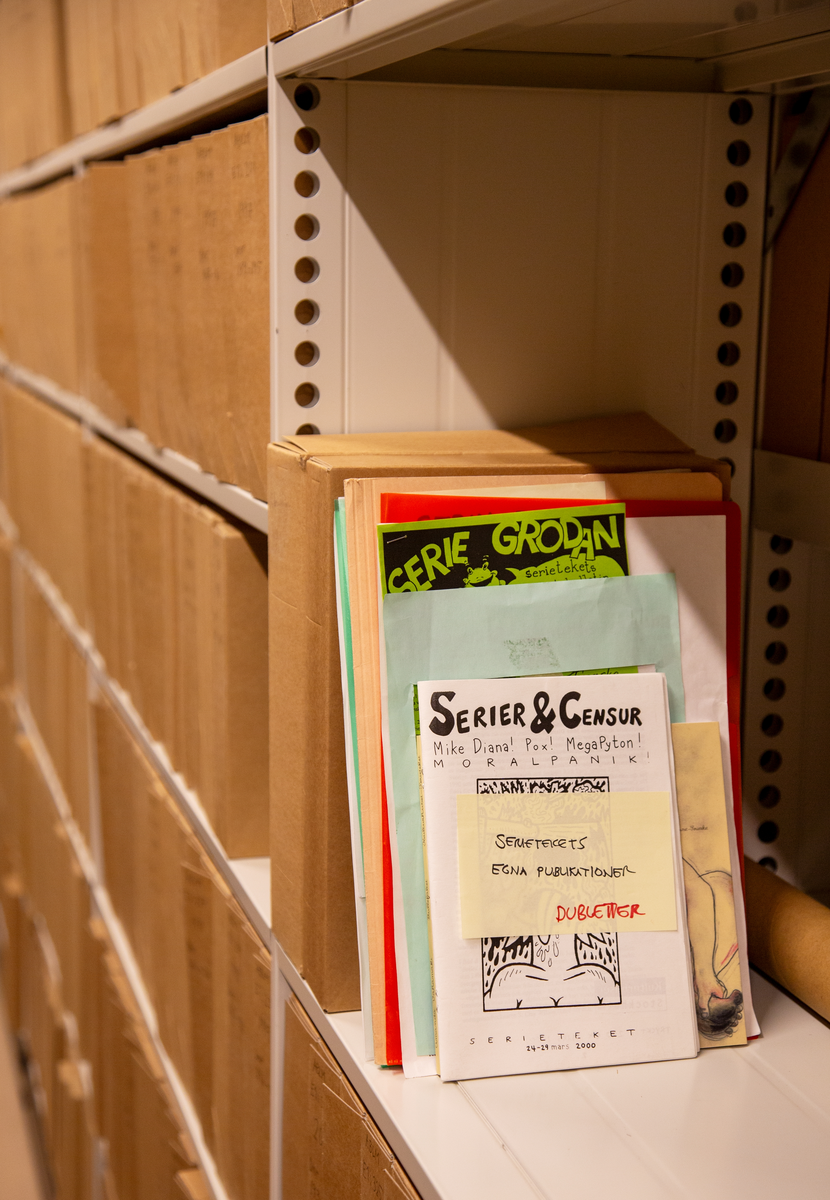 SERIE GRODAN
serietekets
SERIER & CENSUR
Mike Diana! Pox! MegaPyton!
MORALPANIK!
SERIETEKETS
EGNA PUBLIKATIONER
DUBLETTER
SERIETEKET
24-29 mars 2000